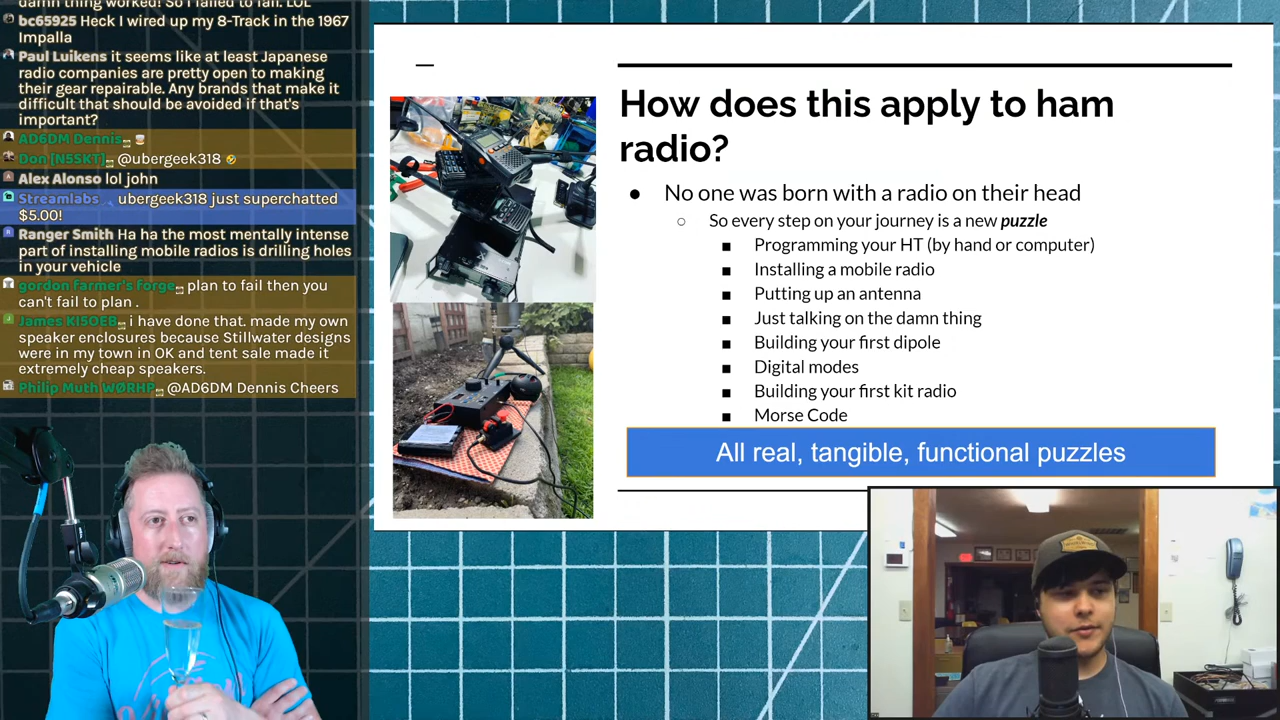 damn thing worked! So I failed to fail. LOL
bc65925 Heck I wired up my 8-Track in the 1967
Impalla
Paul Luikens it seems like at least Japanese
radio companies are pretty open to making
their gear repairable. Any brands that make it
difficult that should be avoided if that's
important?
AD6DM Dennis
Don [N5SKT] @ubergeek318 🤣
Alex Alonso lol john
Streamlabs ubergeek318 just superchatted
$5.00!
Ranger Smith Ha ha the most mentally intense
part of installing mobile radios is drilling holes
in your vehicle
gordon Farmer's Forge plan to fail then you
can't fail to plan .
James KI5OEB i have done that. made my own
speaker enclosures because Stillwater designs
were in my town in OK and tent sale made it
extremely cheap speakers.
Philip Muth WØRHP @AD6DM Dennis Cheers
How does this apply to ham
radio?
● No one was born with a radio on their head
○ So every step on your journey is a new puzzle
■ Programming your HT (by hand or computer)
■ Installing a mobile radio
■ Putting up an antenna
■ Just talking on the damn thing
■ Building your first dipole
■ Digital modes
■ Building your first kit radio
■ Morse Code
All real, tangible, functional puzzles